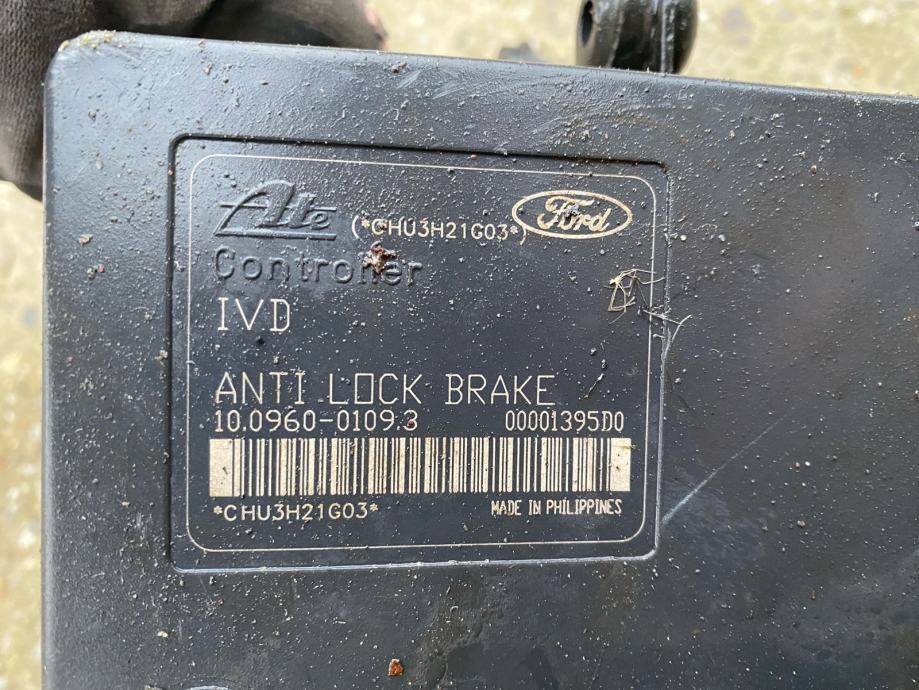 Ate (*CHU3H21G03*) Ford
Controller
IVD
ANTI LOCK BRAKE
10.0960-0109.3 00001395D0
*CHU3H21G03* MADE IN PHILIPPINES